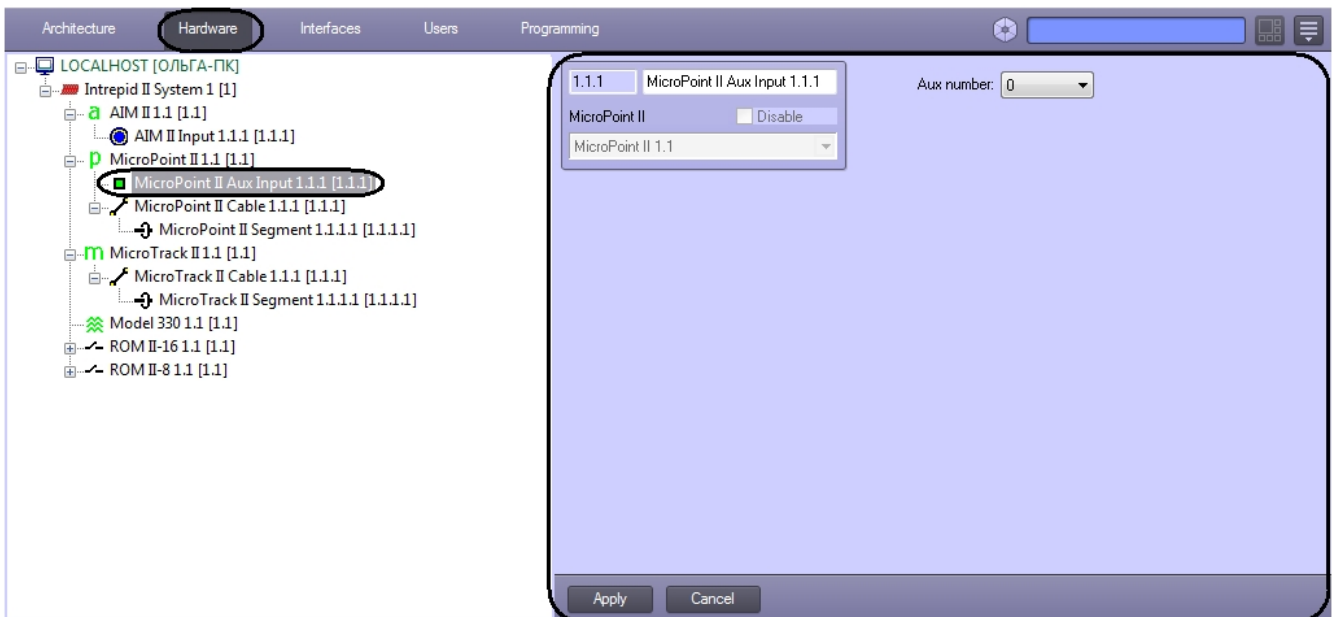 Architecture Hardware Interfaces Users Programming
LOCALHOST [ОЛЬГА-ПК]
Intrepid II System 1 [1]
a AIM II 1.1 [1.1]
AIM II Input 1.1.1 [1.1.1]
p MicroPoint II 1.1 [1.1]
MicroPoint II Aux Input 1.1.1 [1.1.1]
MicroPoint II Cable 1.1.1 [1.1.1]
MicroPoint II Segment 1.1.1.1 [1.1.1.1]
m MicroTrack II 1.1 [1.1]
MicroTrack II Cable 1.1.1 [1.1.1]
MicroTrack II Segment 1.1.1.1 [1.1.1.1]
Model 330 1.1 [1.1]
ROM II-16 1.1 [1.1]
ROM II-8 1.1 [1.1]
1.1.1 MicroPoint II Aux Input 1.1.1
MicroPoint II Disable
MicroPoint II 1.1
Aux number: 0
Apply Cancel